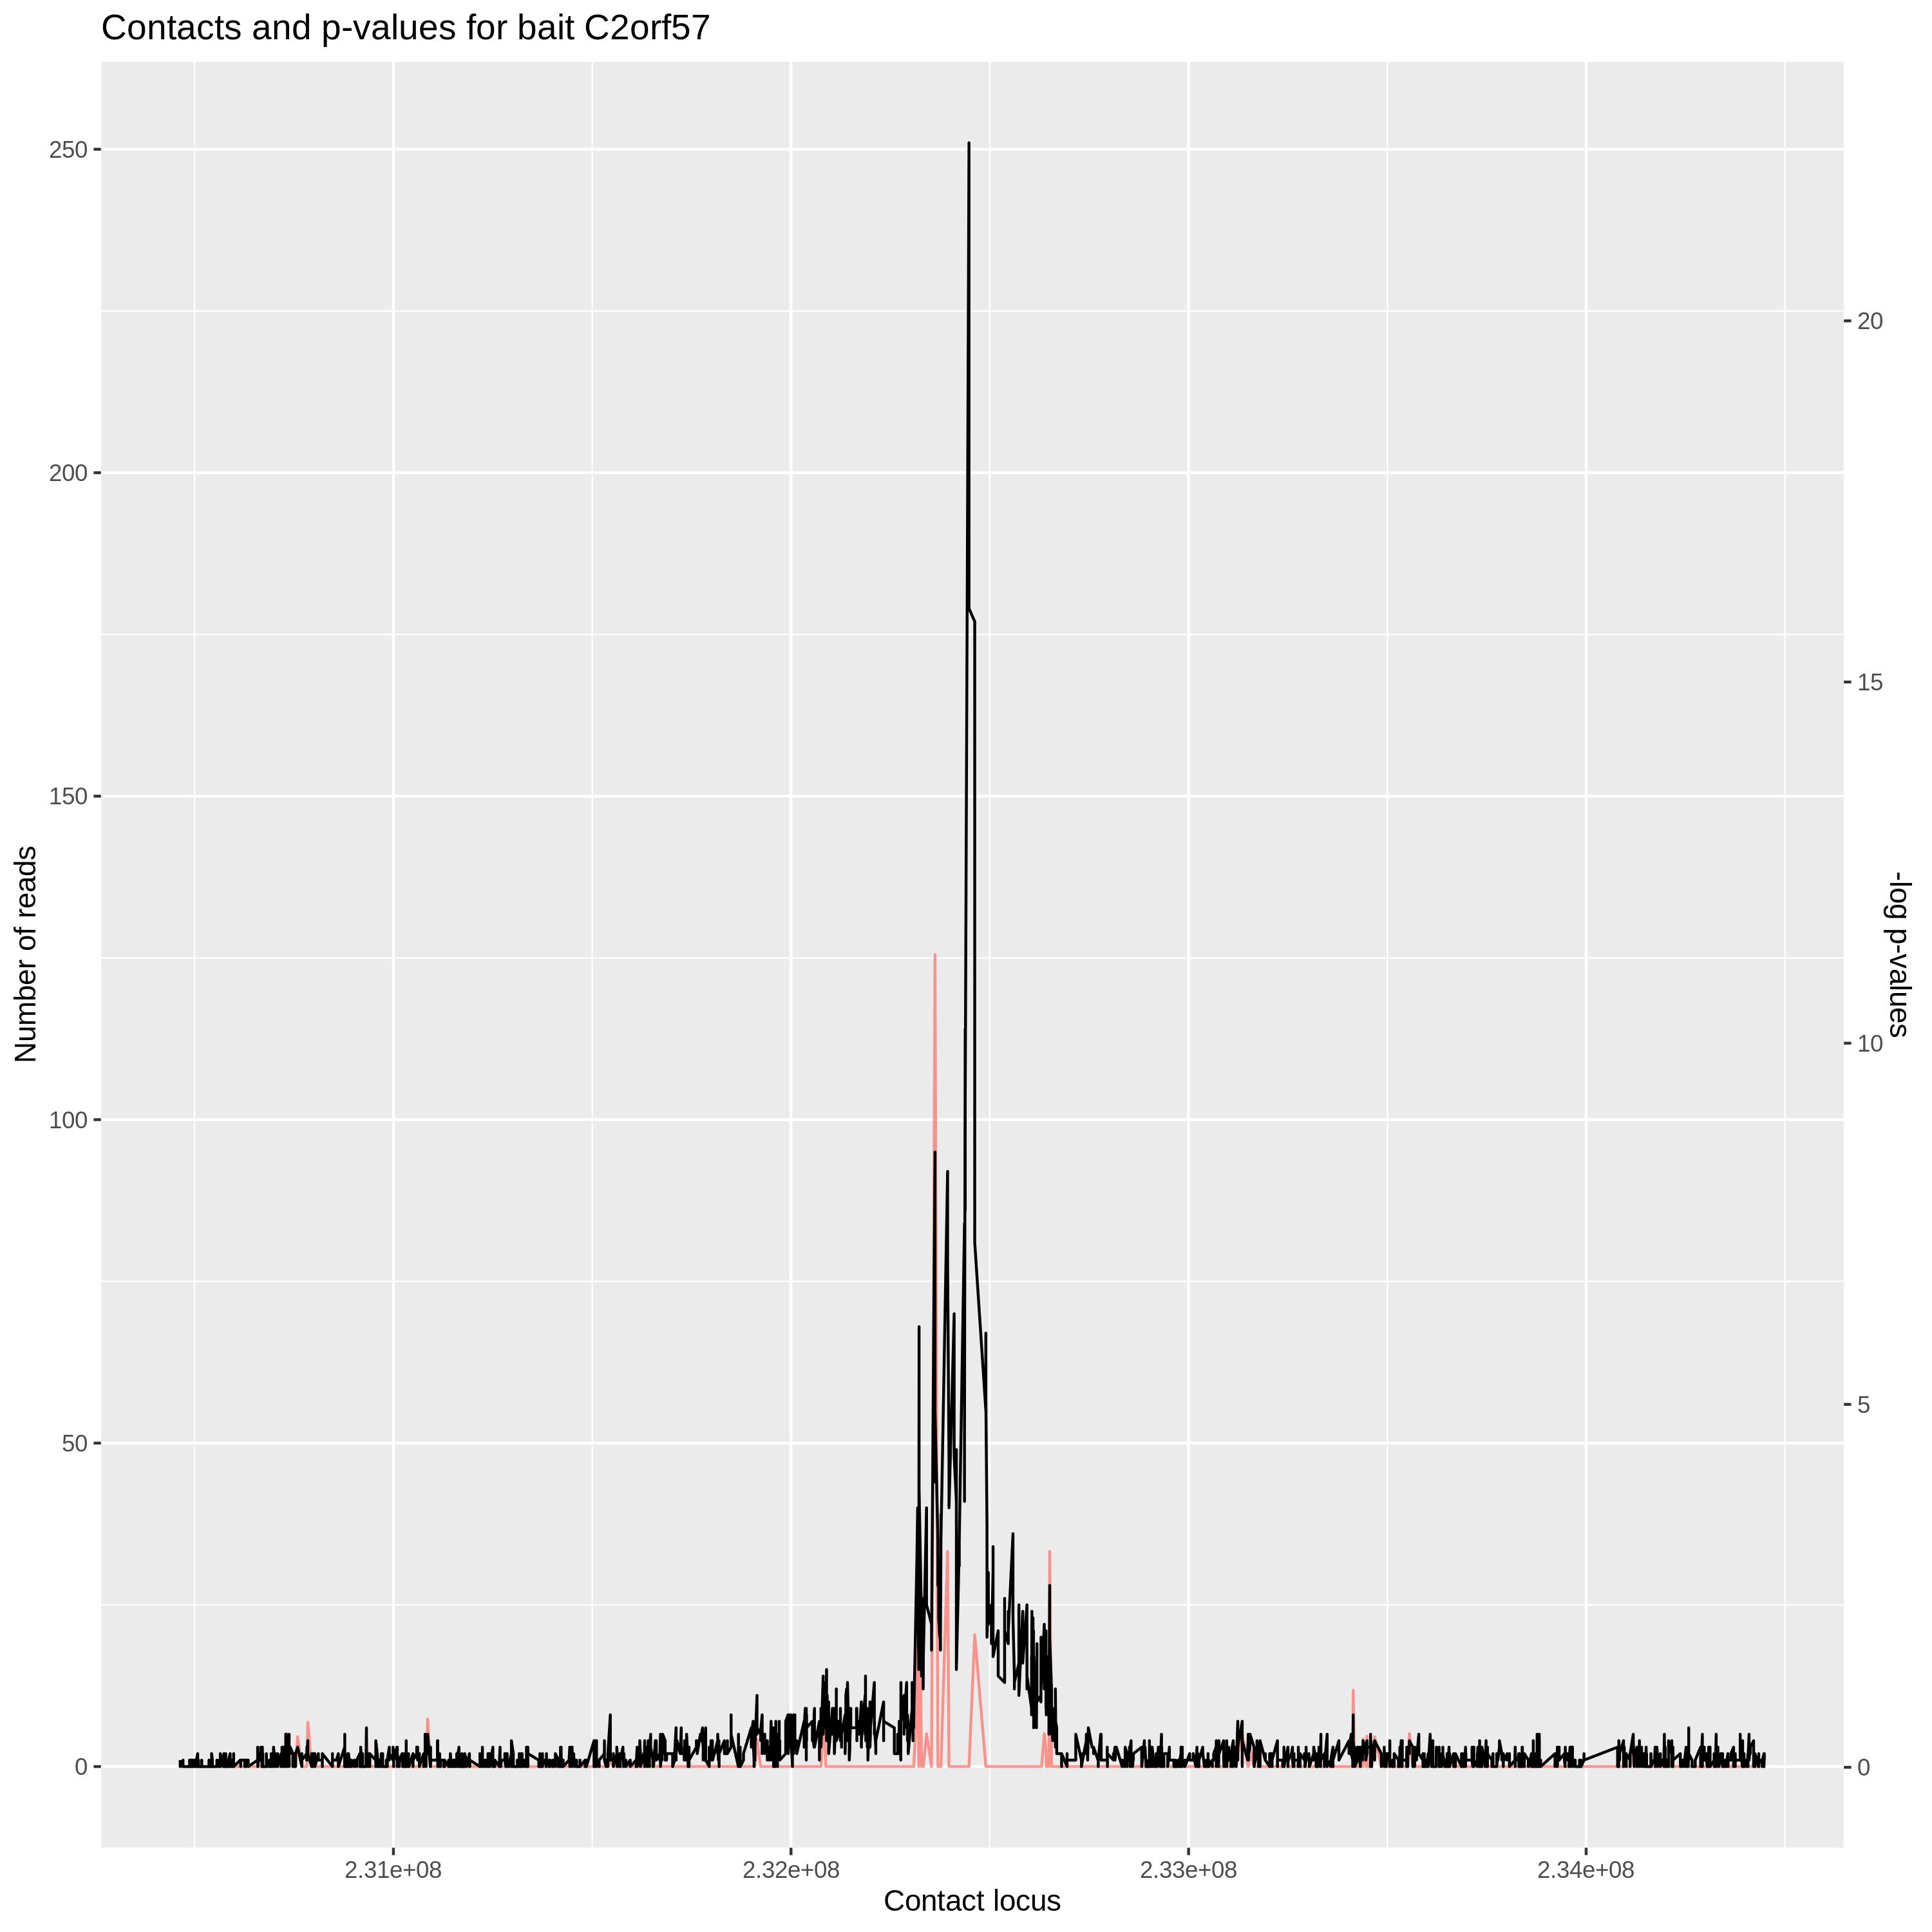 Contacts and p-values for bait C2orf57
250
200
150
100
50
0
Number of reads
20
15
10
5
0
-log p-values
2.31e+08
2.32e+08
2.33e+08
2.34e+08
Contact locus